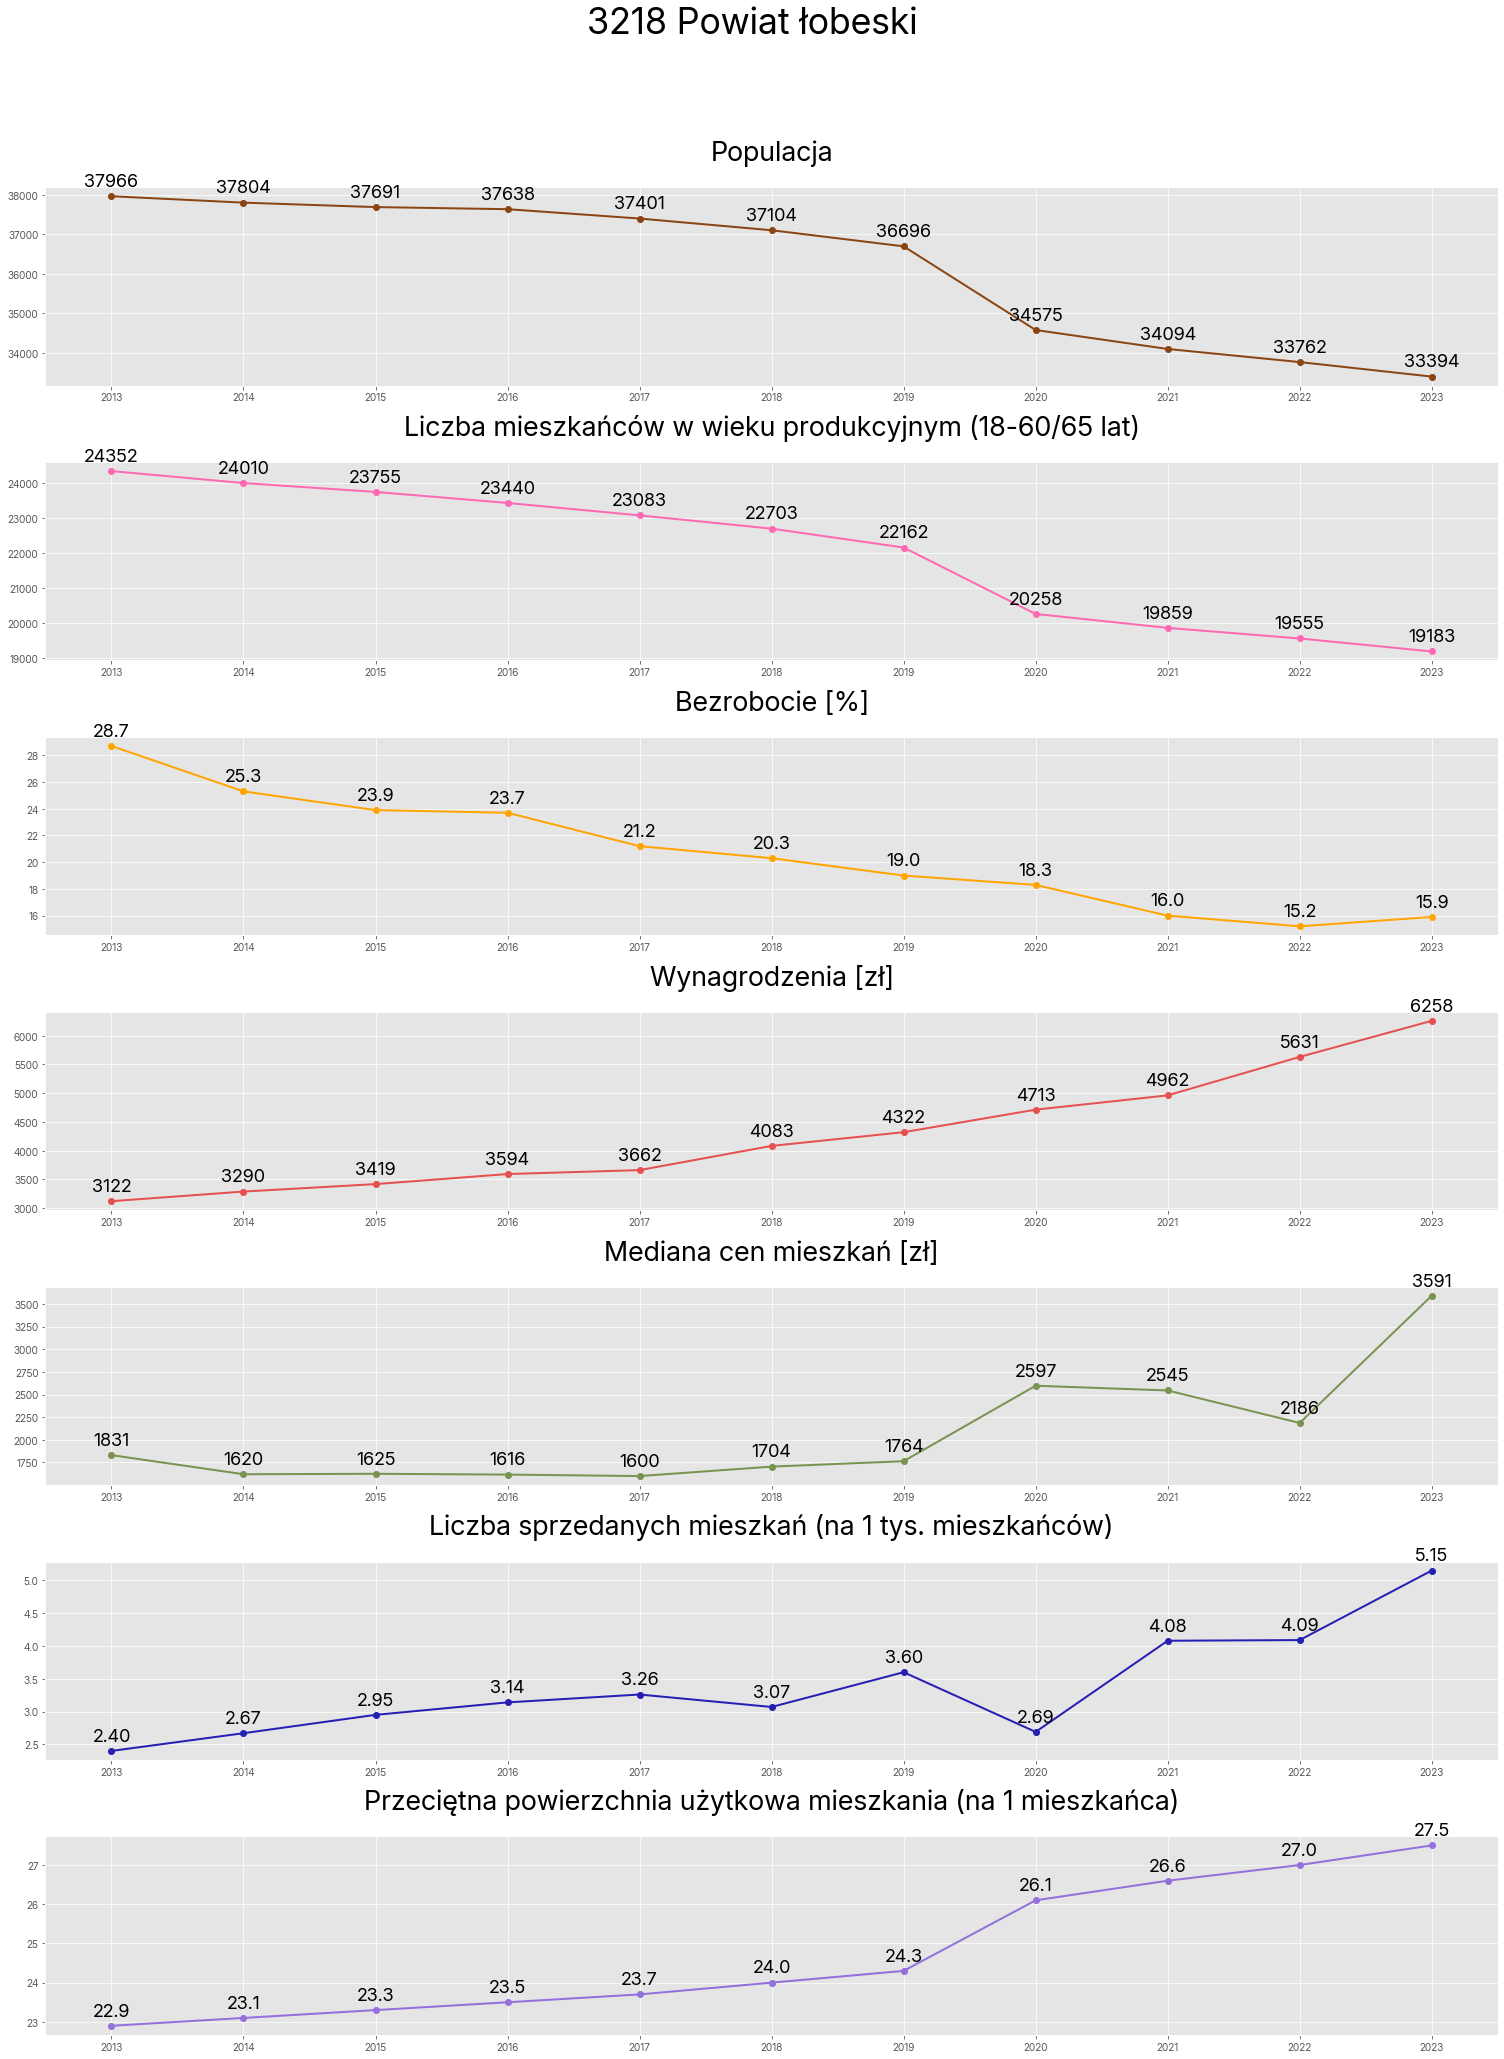 3218 Powiat łobeski
Populacja
37966 37804 37691 37638 37401 37104 36696 34575 34094 33762 33394
38000
37000
36000
35000
34000
2013 2014 2015 2016 2017 2018 2019 2020 2021 2022 2023
Liczba mieszkańców w wieku produkcyjnym (18-60/65 lat)
24352 24010 23755 23440 23083 22703 22162 20258 19859 19555 19183
24000
23000
22000
21000
20000
19000
2013 2014 2015 2016 2017 2018 2019 2020 2021 2022 2023
Bezrobocie [%]
28.7 25.3 23.9 23.7 21.2 20.3 19.0 18.3 16.0 15.2 15.9
28
26
24
22
20
18
16
2013 2014 2015 2016 2017 2018 2019 2020 2021 2022 2023
Wynagrodzenia [zł]
3122 3290 3419 3594 3662 4083 4322 4713 4962 5631 6258
6000
5500
5000
4500
4000
3500
3000
2013 2014 2015 2016 2017 2018 2019 2020 2021 2022 2023
Mediana cen mieszkań [zł]
1831 1620 1625 1616 1600 1704 1764 2597 2545 2186 3591
3500
3250
3000
2750
2500
2250
2000
1750
2013 2014 2015 2016 2017 2018 2019 2020 2021 2022 2023
Liczba sprzedanych mieszkań (na 1 tys. mieszkańców)
2.40 2.67 2.95 3.14 3.26 3.07 3.60 2.69 4.08 4.09 5.15
5.0
4.5
4.0
3.5
3.0
2.5
2013 2014 2015 2016 2017 2018 2019 2020 2021 2022 2023
Przeciętna powierzchnia użytkowa mieszkania (na 1 mieszkańca)
22.9 23.1 23.3 23.5 23.7 24.0 24.3 26.1 26.6 27.0 27.5
27
26
25
24
23
2013 2014 2015 2016 2017 2018 2019 2020 2021 2022 2023